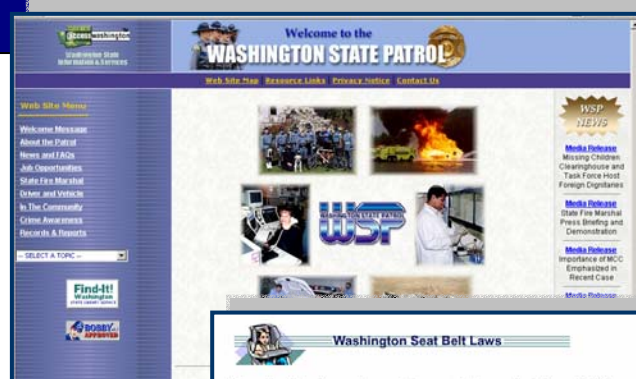 access washington
Washington State
Information & Services
Welcome to the
WASHINGTON STATE PATROL
Web Site Map Resource Links Privacy Notice Contact Us
Web Site Menu
Welcome Message
About the Patrol
News and FAQs
Job Opportunities
State Fire Marshal
Driver and Vehicle
In The Community
Crime Awareness
Records & Reports
-- SELECT A TOPIC --
Find-It!
Washington
BOBBY
APPROVED
WASHINGTON STATE PATROL
WSP
WSP
NEWS
Media Release
Missing Children
Clearinghouse and
Task Force Host
Foreign Dignitaries
Media Release
State Fire Marshal
Press Briefing and
Demonstration
Media Release
Importance of MCC
Emphasized in
Recent Case
Media Release
Washington Seat Belt Laws